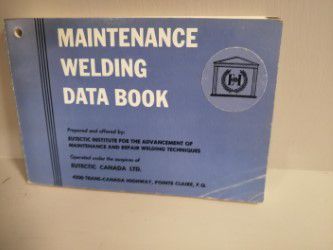 MAINTENANCE
WELDING
DATA BOOK
Prepared and offered by:
EUTECTIC INSTITUTE FOR THE ADVANCEMENT OF
MAINTENANCE AND REPAIR WELDING TECHNIQUES
Operated under the auspices of
EUTECTIC CANADA LTD.
4200 TRANS-CANADA HIGHWAY, POINTE CLAIRE, P.Q.